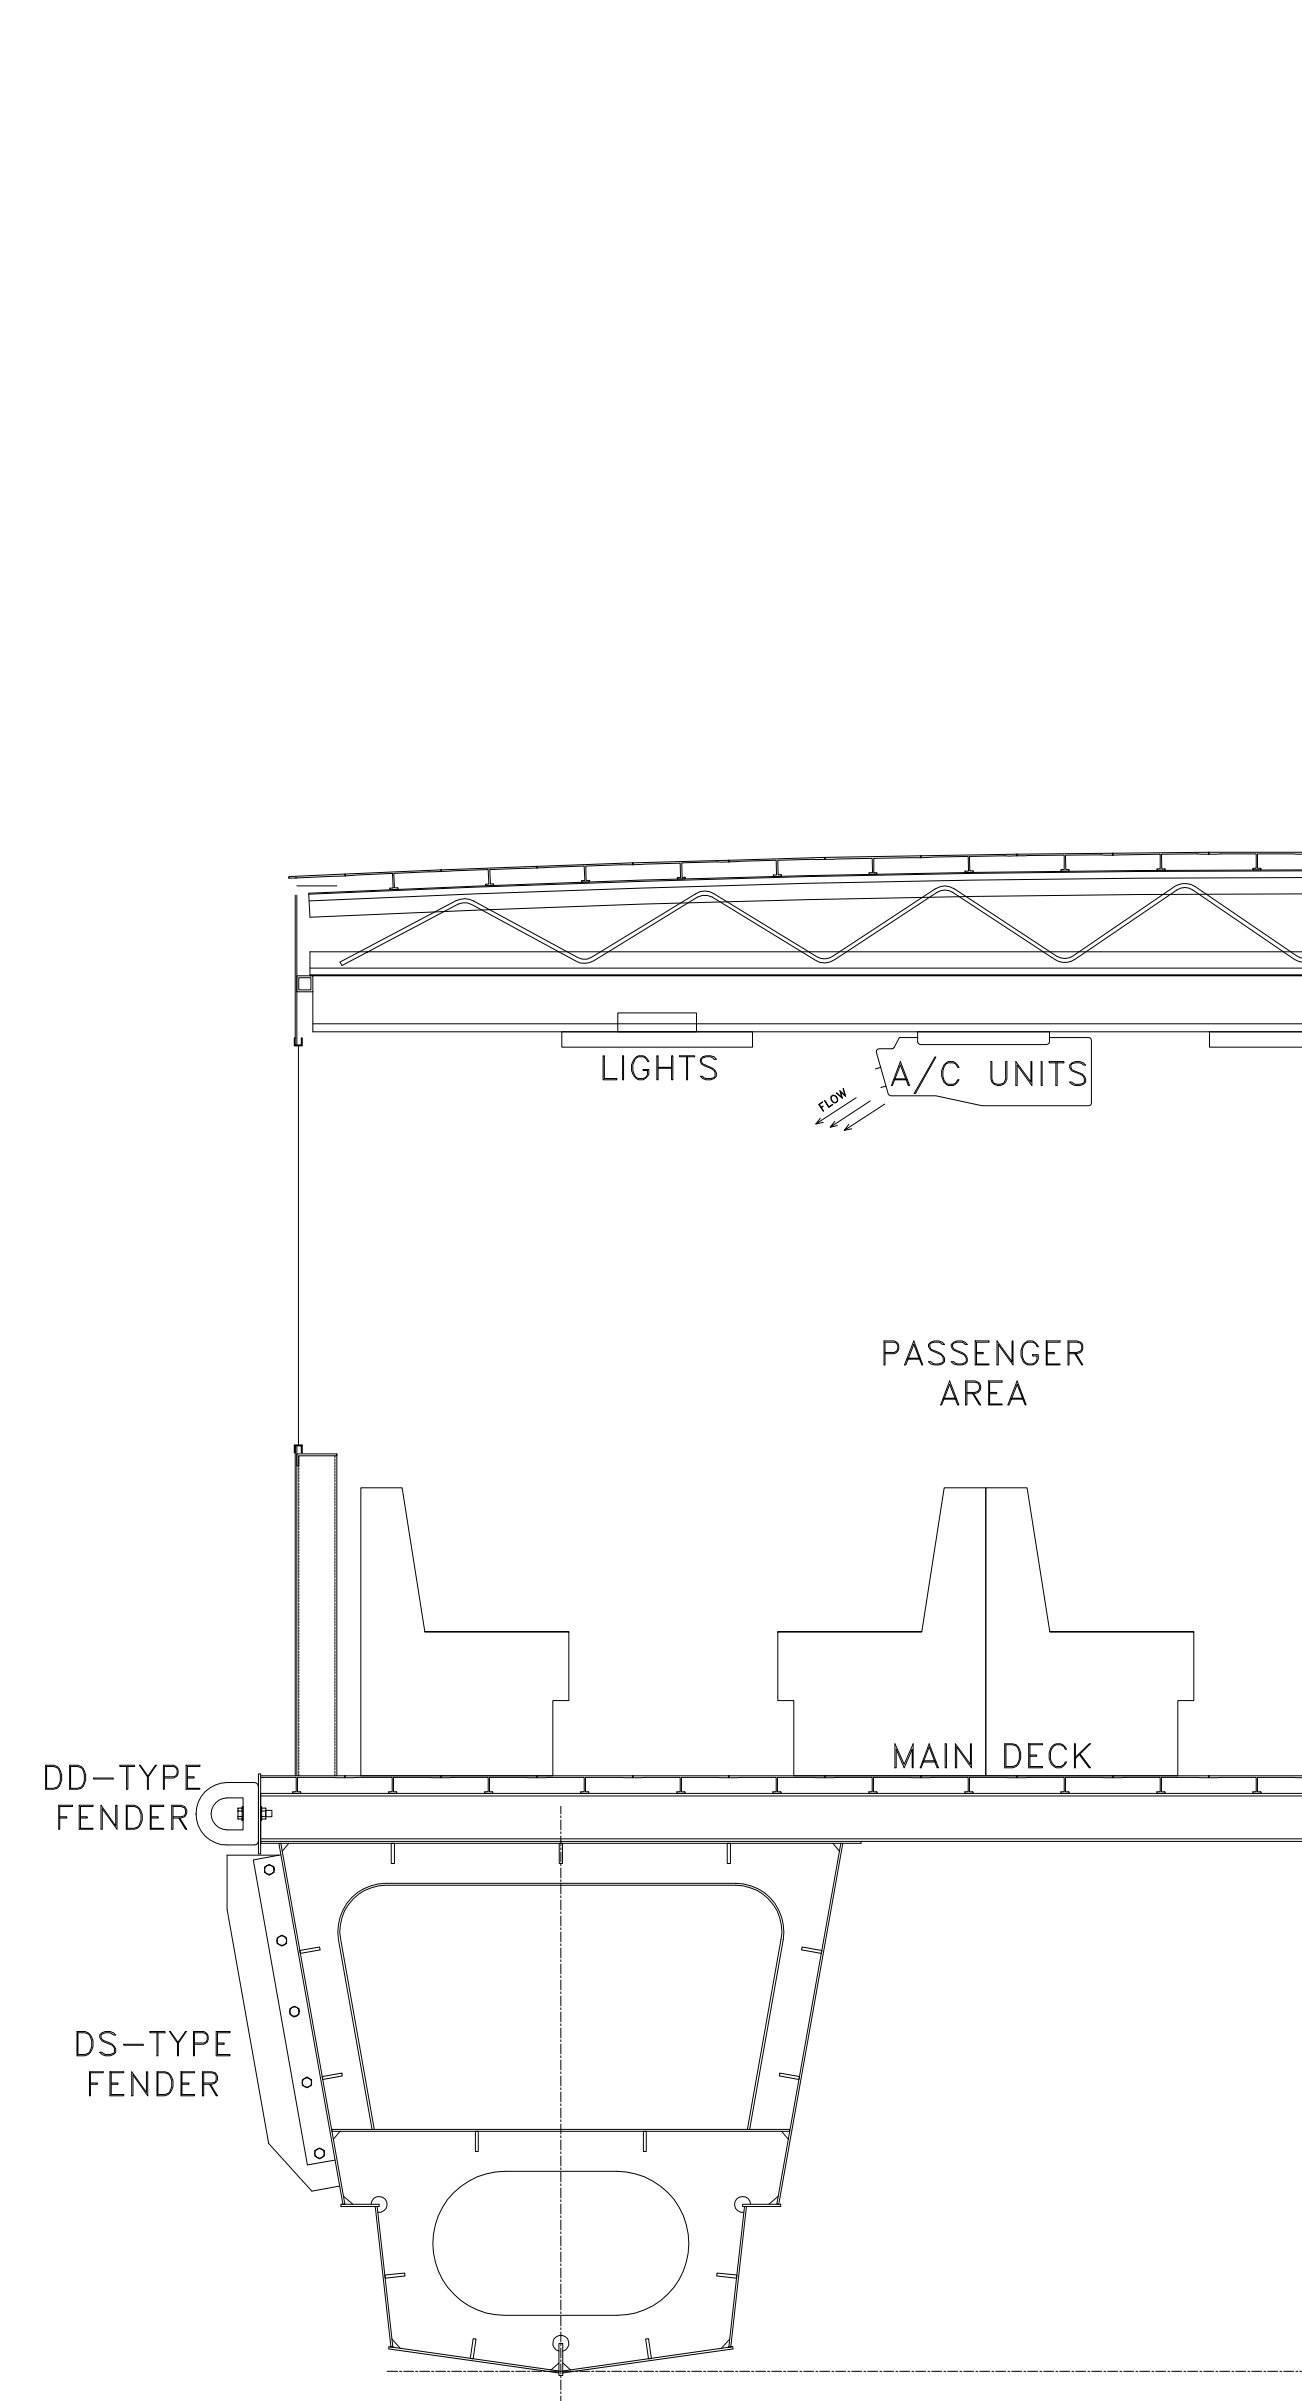 LIGHTS
A/C UNITS
FLOW
PASSENGER
AREA
MAIN DECK
DD-TYPE
FENDER
DS-TYPE
FENDER